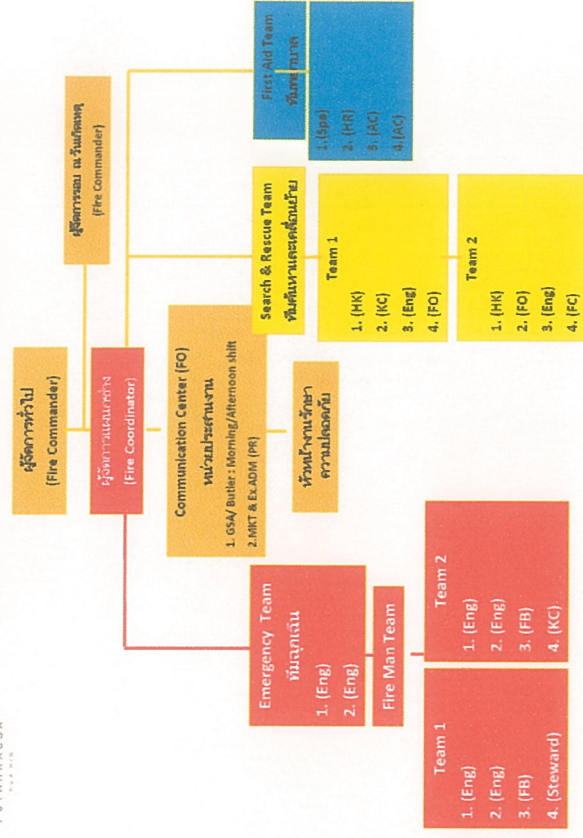 ผู้จัดการทั่วไป
(Fire Commander)
ผู้จัดการรอบ ณ วันเกิดเหตุ
(Fire Commander)
ผู้จัดการแผนกช่าง
(Fire Coordinator)
Communication Center (FO)
หน่วยประสานงาน
1. GSA/ Butler : Morning/Afternoon shift
2.MKT & Ex.ADM (PR)
หัวหน้างานรักษา
ความปลอดภัย
Emergency Team
ทีมฉุกเฉิน
1. (Eng)
2. (Eng)
Fire Man Team
Team 1
1. (Eng)
2. (Eng)
3. (FB)
4. (Steward)
Team 2
1. (Eng)
2. (Eng)
3. (FB)
4. (KC)
Search & Rescue Team
ทีมค้นหาและเคลื่อนย้าย
Team 1
1. (HK)
2. (KC)
3. (Eng)
4. (FO)
Team 2
1. (HK)
2. (FO)
3. (Eng)
4. (FC)
First Aid Team
ทีมพยาบาล
1.(Spa)
2. (HR)
3. (AC)
4.(AC)